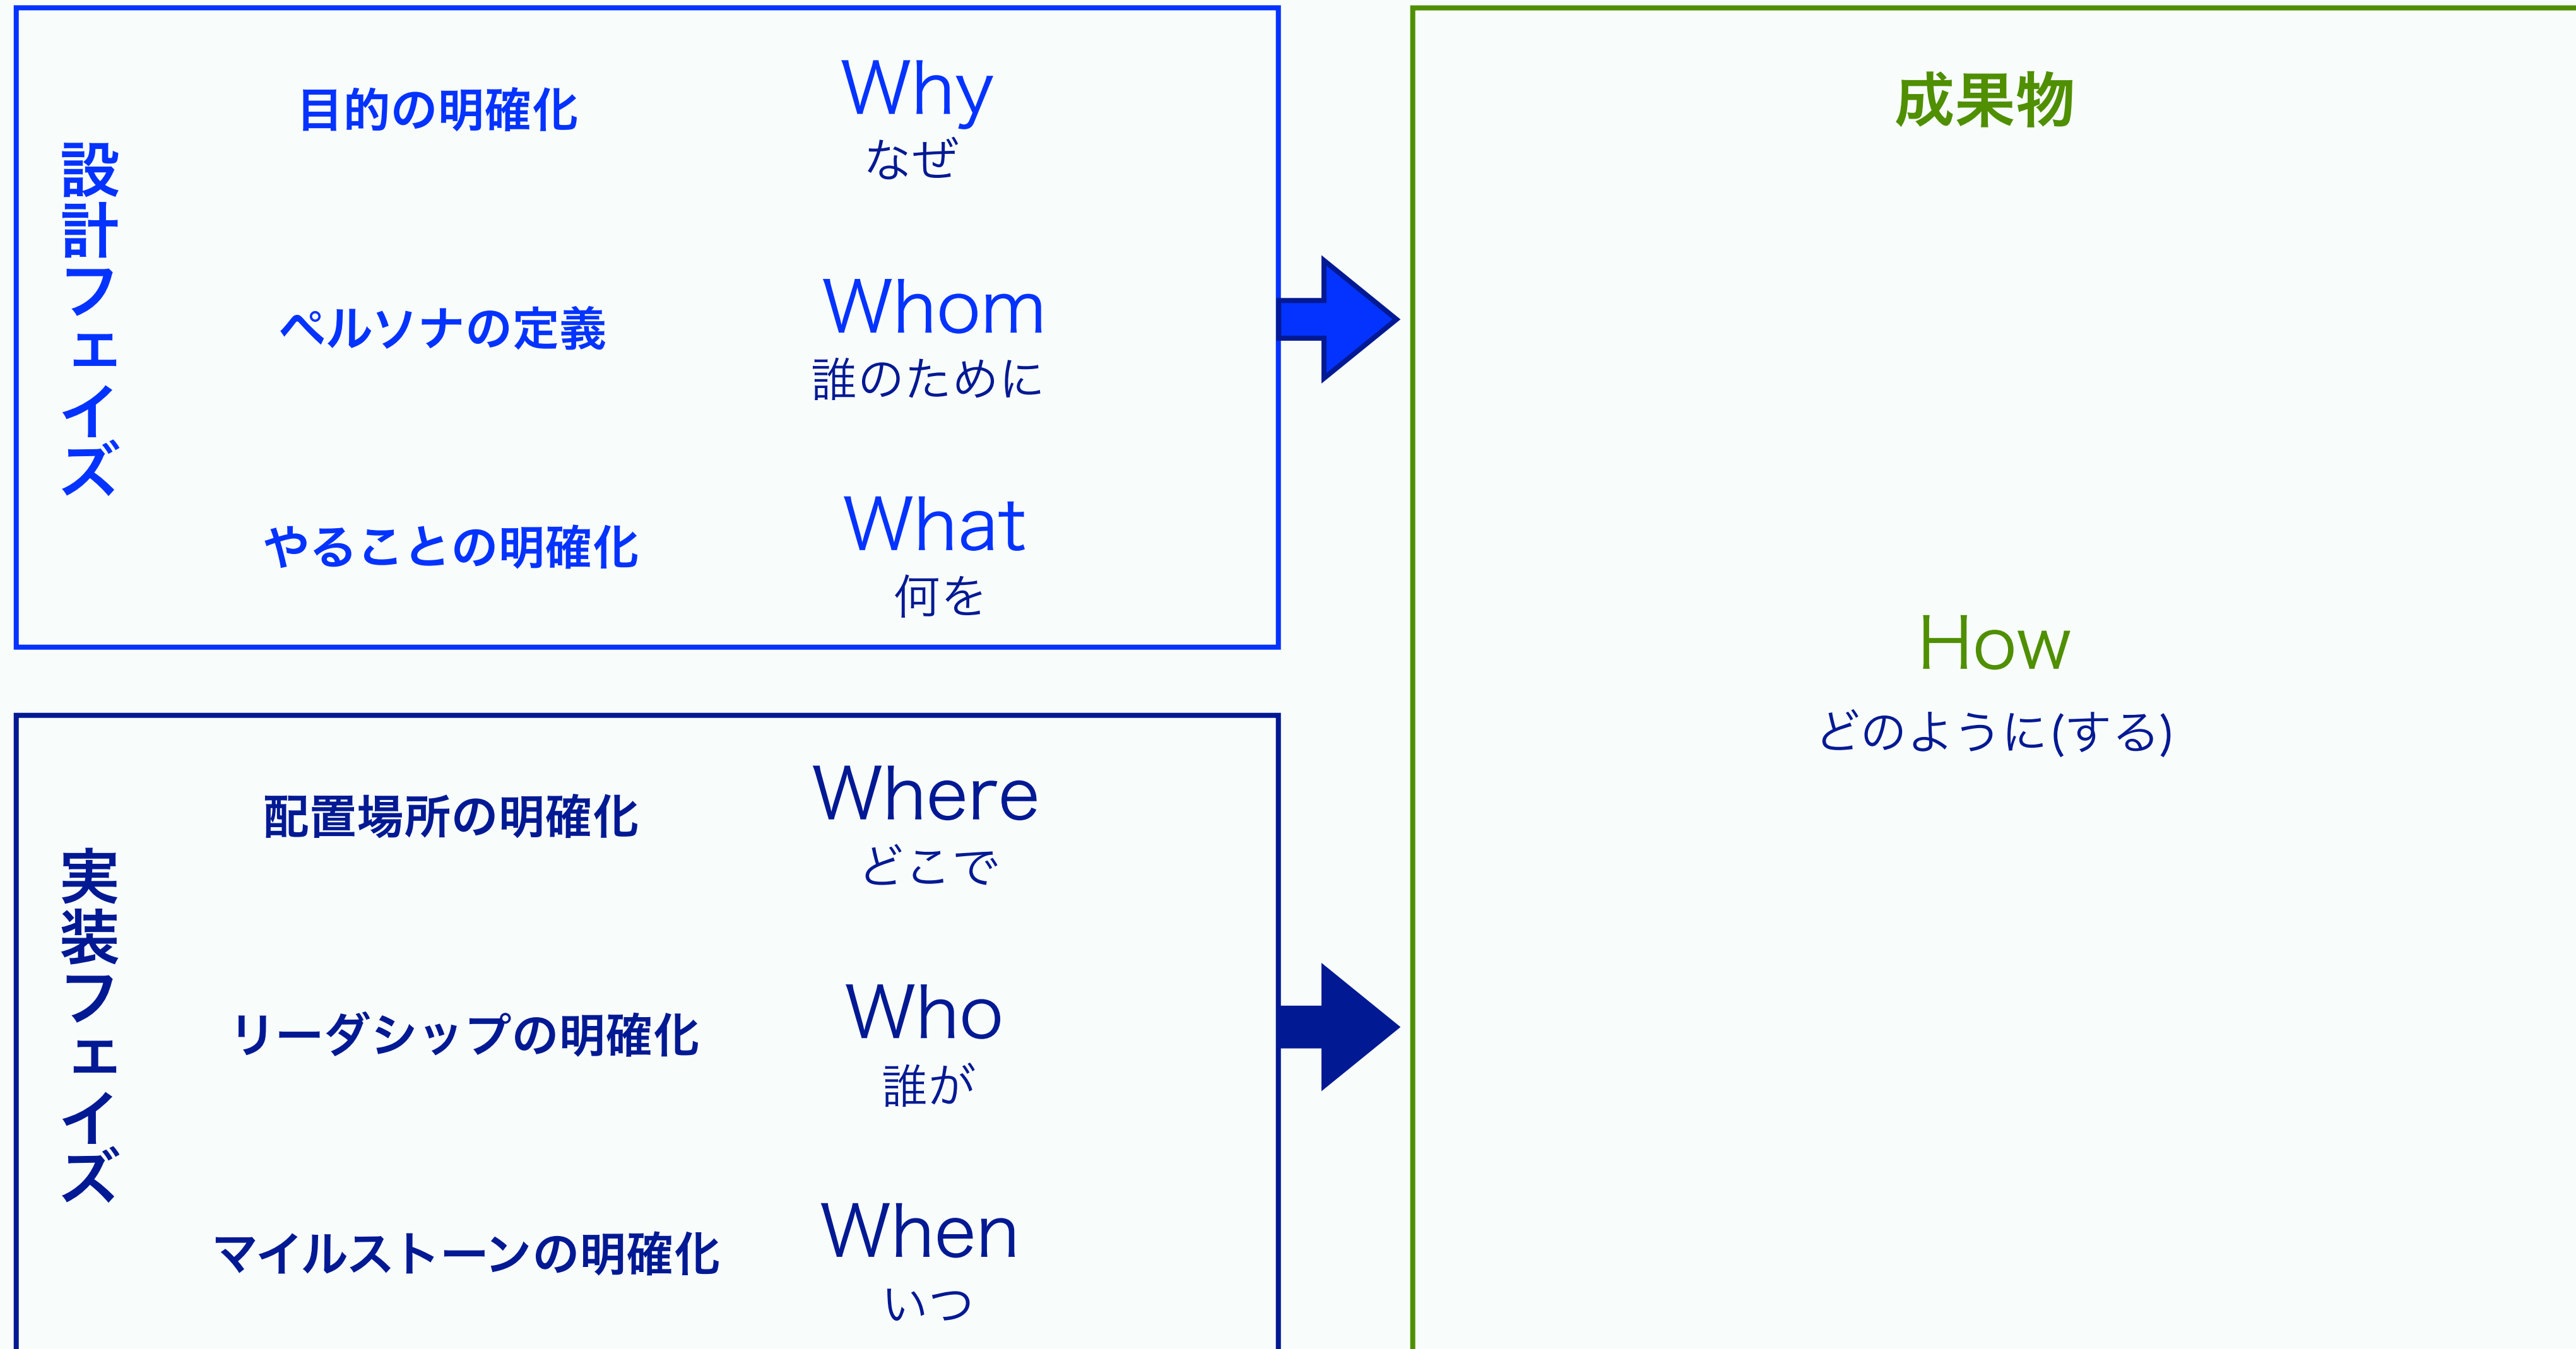 設計フェイズ
目的の明確化
Why
なぜ
ペルソナの定義
Whom
誰のために
やることの明確化
What
何を
実装フェイズ
配置場所の明確化
Where
どこで
リーダシップの明確化
Who
誰が
マイルストーンの明確化
When
いつ
成果物
How
どのように(する)